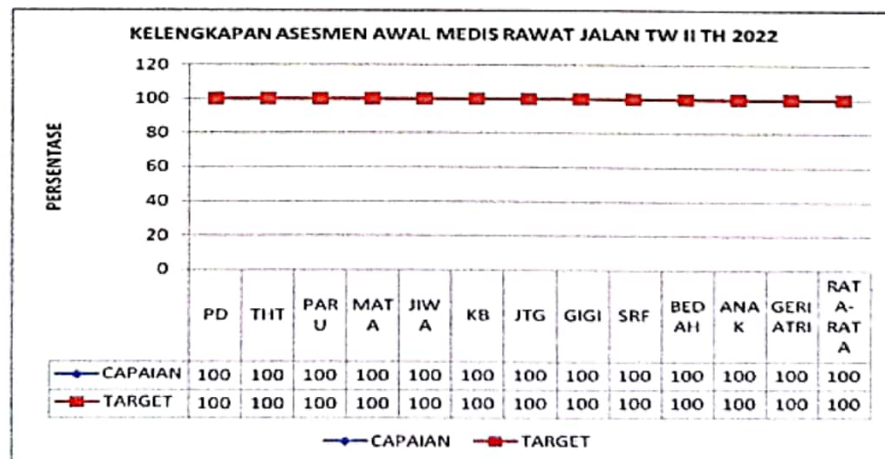 KELENGKAPAN ASESMEN AWAL MEDIS RAWAT JALAN TW II TH 2022
PERSENTASE
120
100
80
60
40
20
0
PD THT PAR U MAT A JIW A KB JTG GIGI SRF BED AH ANA K GERI ATRI RAT A- RAT A
CAPAIAN 100 100 100 100 100 100 100 100 100 100 100 100 100
TARGET 100 100 100 100 100 100 100 100 100 100 100 100 100
CAPAIAN TARGET